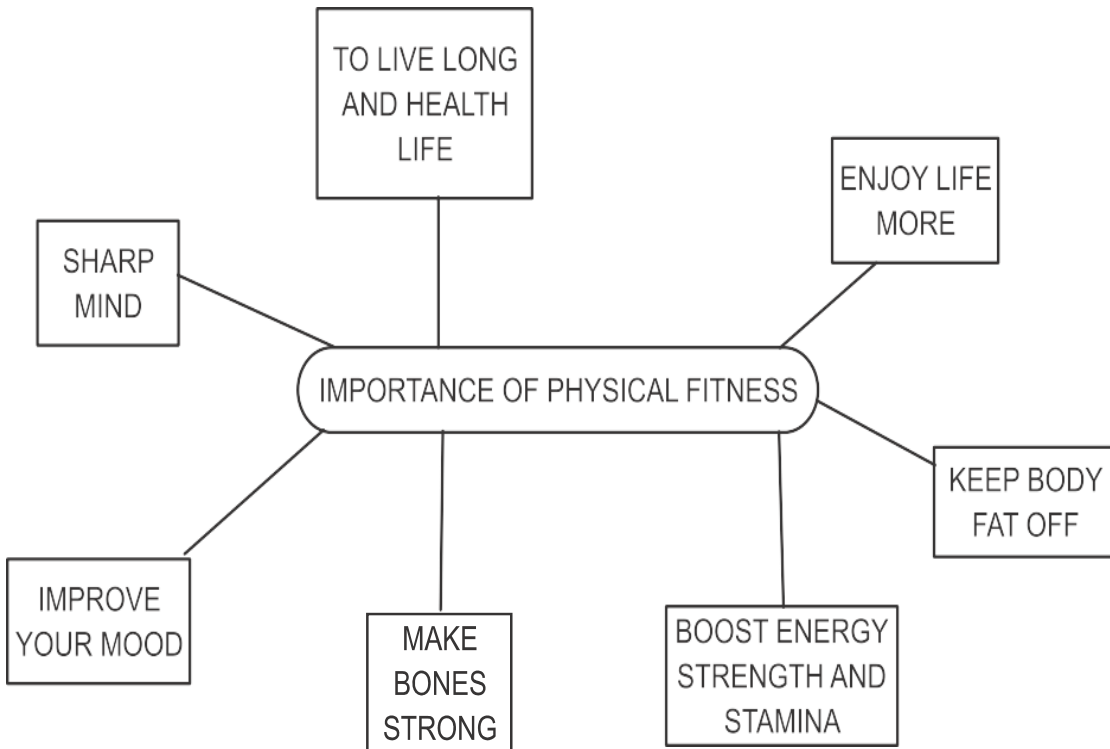 TO LIVE LONG
AND HEALTH
LIFE
ENJOY LIFE
MORE
SHARP
MIND
IMPORTANCE OF PHYSICAL FITNESS
KEEP BODY
FAT OFF
IMPROVE
YOUR MOOD
MAKE
BONES
STRONG
BOOST ENERGY
STRENGTH AND
STAMINA